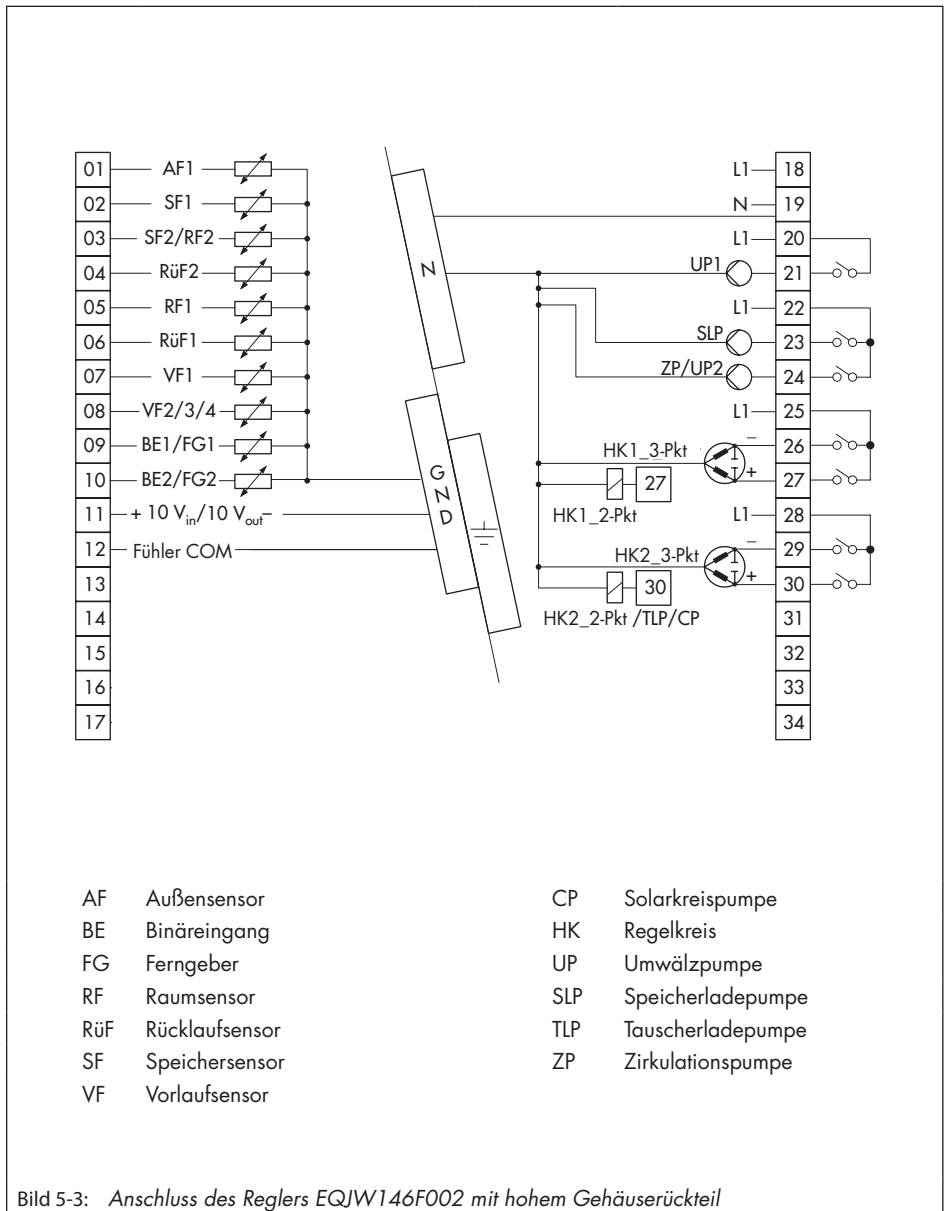 01 AF1
02 SF1
03 SF2/RF2
04 RüF2
05 RF1
06 RüF1
07 VF1
08 VF2/3/4
09 BE1/FG1
10 BE2/FG2
11 + 10 Vin/10 Vout–
12 Fühler COM
13
14
15
16
17
N
GND
L1 18
N 19
L1 20
UP1 21
L1 22
SLP 23
ZP/UP2 24
L1 25
HK1_3-Pkt – 26
+ 27
27
HK1_2-Pkt
L1 28
HK2_3-Pkt – 29
+ 30
30
HK2_2-Pkt /TLP/CP
31
32
33
34
AF Außensensor
BE Binäreingang
FG Ferngeber
RF Raumsensor
RüF Rücklaufsensor
SF Speichersensor
VF Vorlaufsensor
CP Solarkreispumpe
HK Regelkreis
UP Umwälzpumpe
SLP Speicherladepumpe
TLP Tauscherladepumpe
ZP Zirkulationspumpe
Bild 5-3: Anschluss des Reglers EQJW146F002 mit hohem Gehäuserückteil